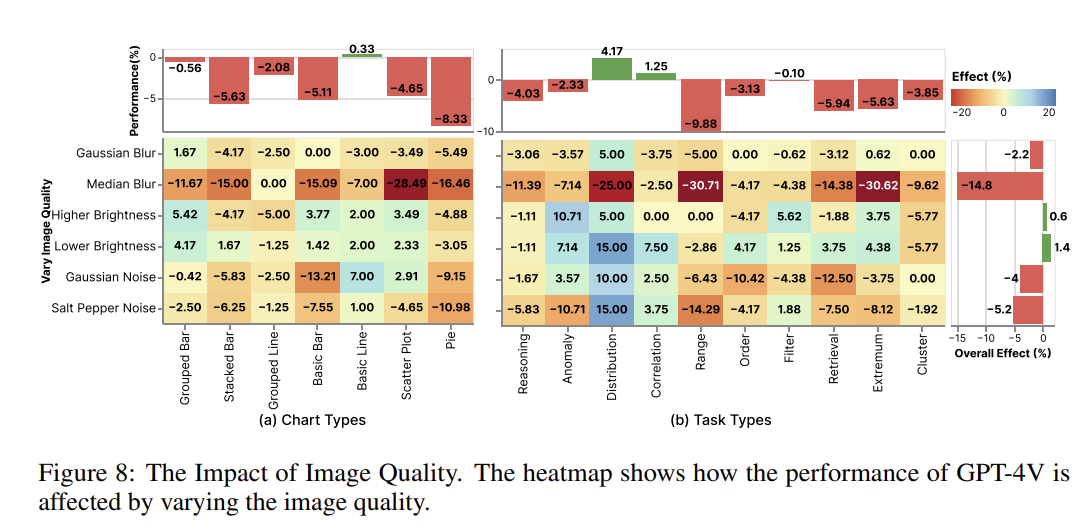 Performance(%)
0
−5
−0.56
−5.63
−2.08
−5.11
0.33
−4.65
−8.33
0
−10
−4.03
−2.33
4.17
1.25
−9.88
−3.13
−0.10
−5.94
−5.63
−3.85
Effect (%)
−20 0 20
Vary Image Quality
Gaussian Blur 1.67 −4.17 −2.50 0.00 −3.00 −3.49 −5.49 −3.06 −3.57 5.00 −3.75 −5.00 0.00 −0.62 −3.12 0.62 0.00 −2.2
Median Blur −11.67 −15.00 0.00 −15.09 −7.00 −28.49 −16.46 −11.39 −7.14 −25.00 −2.50 −30.71 −4.17 −4.38 −14.38 −30.62 −9.62 −14.8
Higher Brightness 5.42 −4.17 −5.00 3.77 2.00 3.49 −4.88 −1.11 10.71 5.00 0.00 0.00 −4.17 5.62 −1.88 3.75 −5.77 0.6
Lower Brightness 4.17 1.67 −1.25 1.42 2.00 2.33 −3.05 −1.11 7.14 15.00 7.50 −2.86 4.17 1.25 3.75 4.38 −5.77 1.4
Gaussian Noise −0.42 −5.83 −2.50 −13.21 7.00 2.91 −9.15 −1.67 3.57 10.00 2.50 −6.43 −10.42 −4.38 −12.50 −3.75 0.00 −4
Salt Pepper Noise −2.50 −6.25 −1.25 −7.55 1.00 −4.65 −10.98 −5.83 −10.71 15.00 3.75 −14.29 −4.17 1.88 −7.50 −8.12 −1.92 −5.2
−15 −10 −5 0
Overall Effect (%)
Grouped Bar
Stacked Bar
Grouped Line
Basic Bar
Basic Line
Scatter Plot
Pie
Reasoning
Anomaly
Distribution
Correlation
Range
Order
Filter
Retrieval
Extremum
Cluster
(a) Chart Types
(b) Task Types
Figure 8: The Impact of Image Quality. The heatmap shows how the performance of GPT-4V is
affected by varying the image quality.